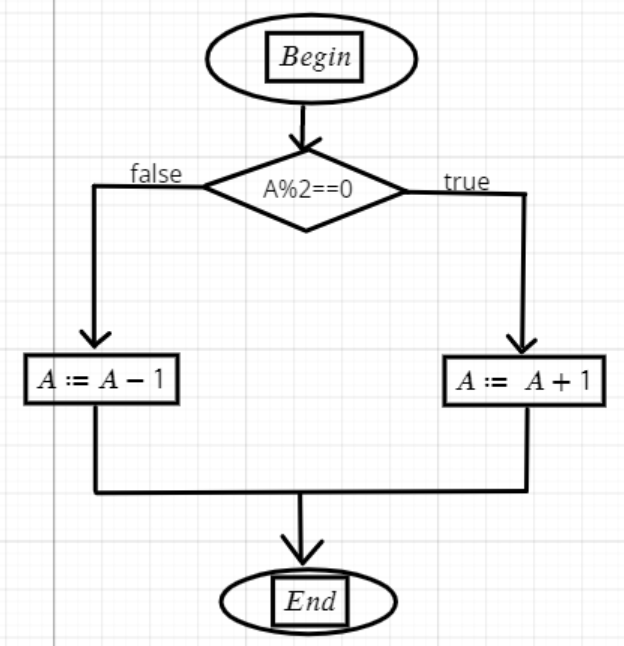 Begin
A%2==0
false
true
A := A − 1
A := A + 1
End